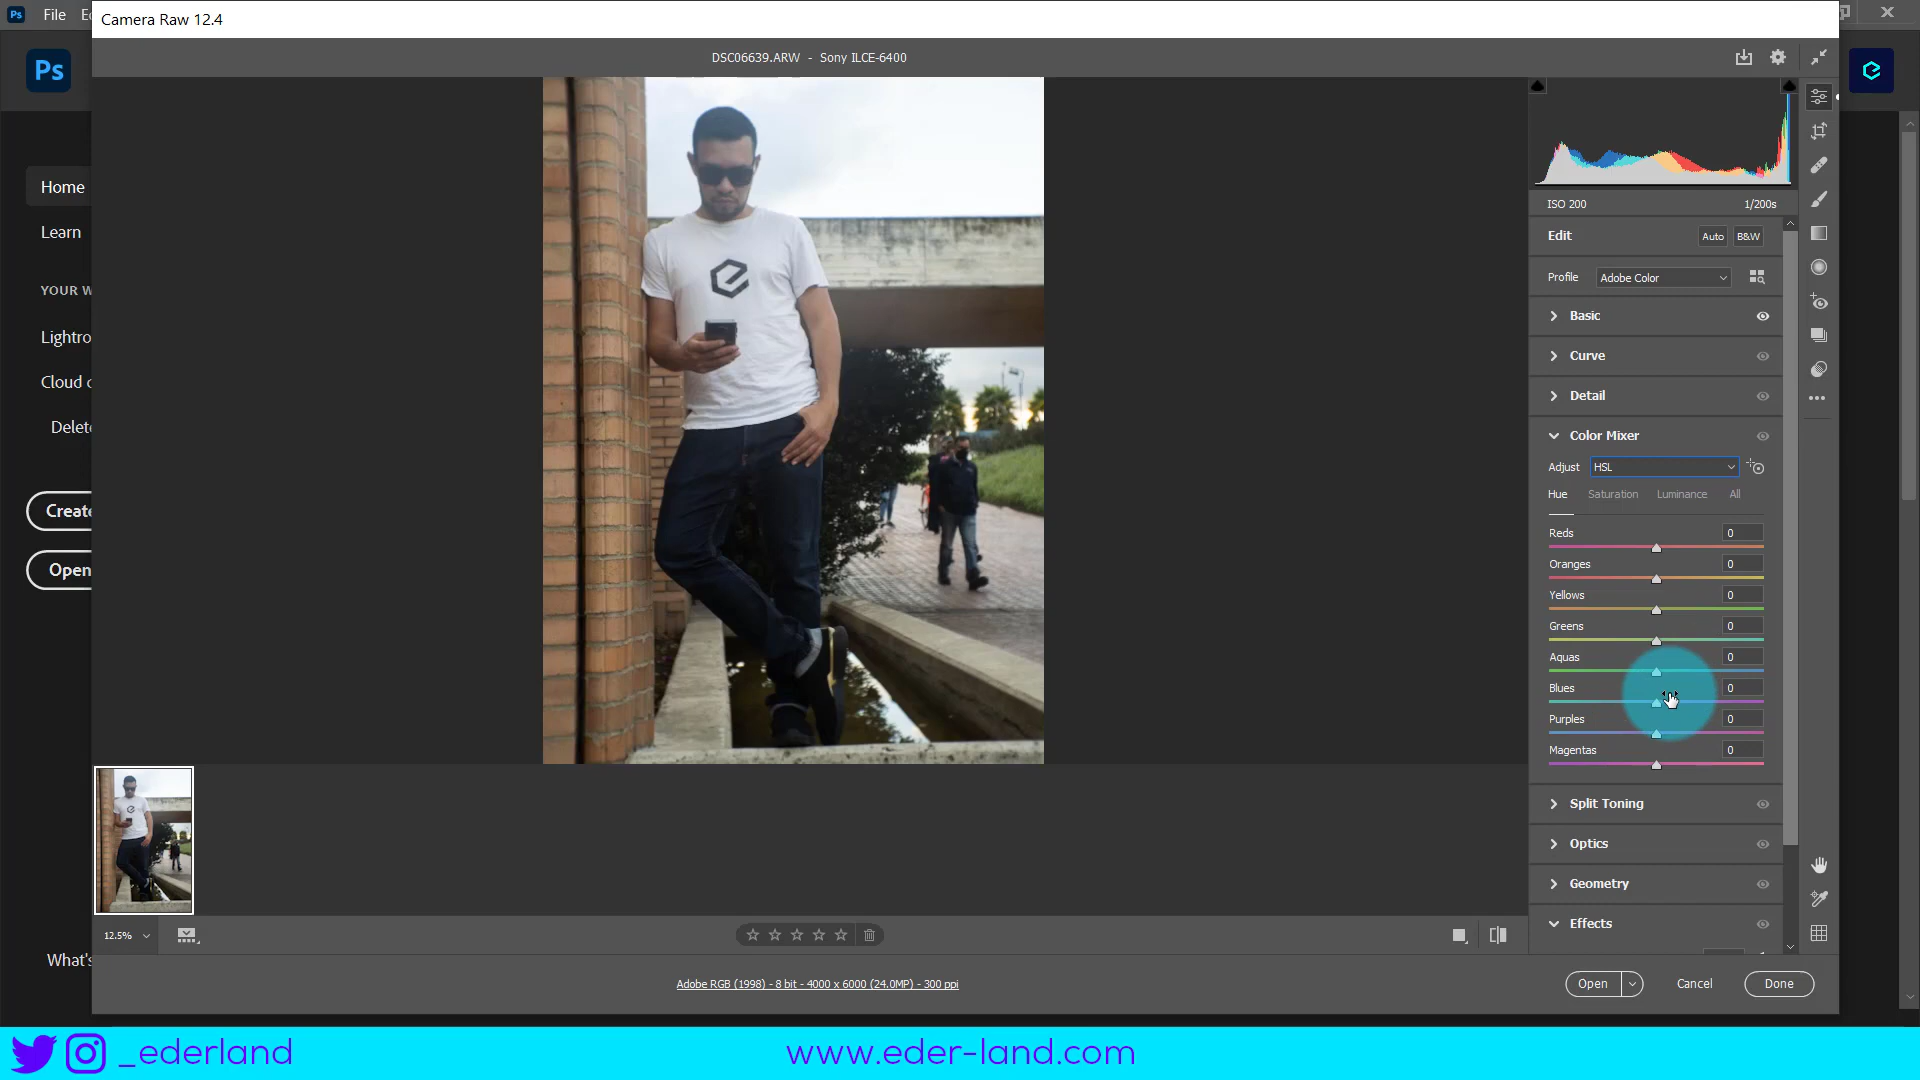 Ps
File
E
Camera Raw 12.4
DSC06639.ARW - Sony ILCE-6400
Ps
Home
Learn
YOUR W
Lightro
Cloud
Delete
Create
Open
What's
ISO 200
1/200s
Edit
Auto
B&W
Profile
Adobe Color
Basic
Curve
Detail
Color Mixer
Adjust
HSL
Hue
Saturation
Luminance
All
Reds
0
Oranges
0
Yellows
0
Greens
0
Aquas
0
Blues
0
Purples
0
Magentas
0
Split Toning
Optics
Geometry
Effects
12.5%
Adobe RGB (1998) - 8 bit - 4000 x 6000 (24.0MP) - 300 ppi
Open
Cancel
Done
_ederland
www.eder-land.com